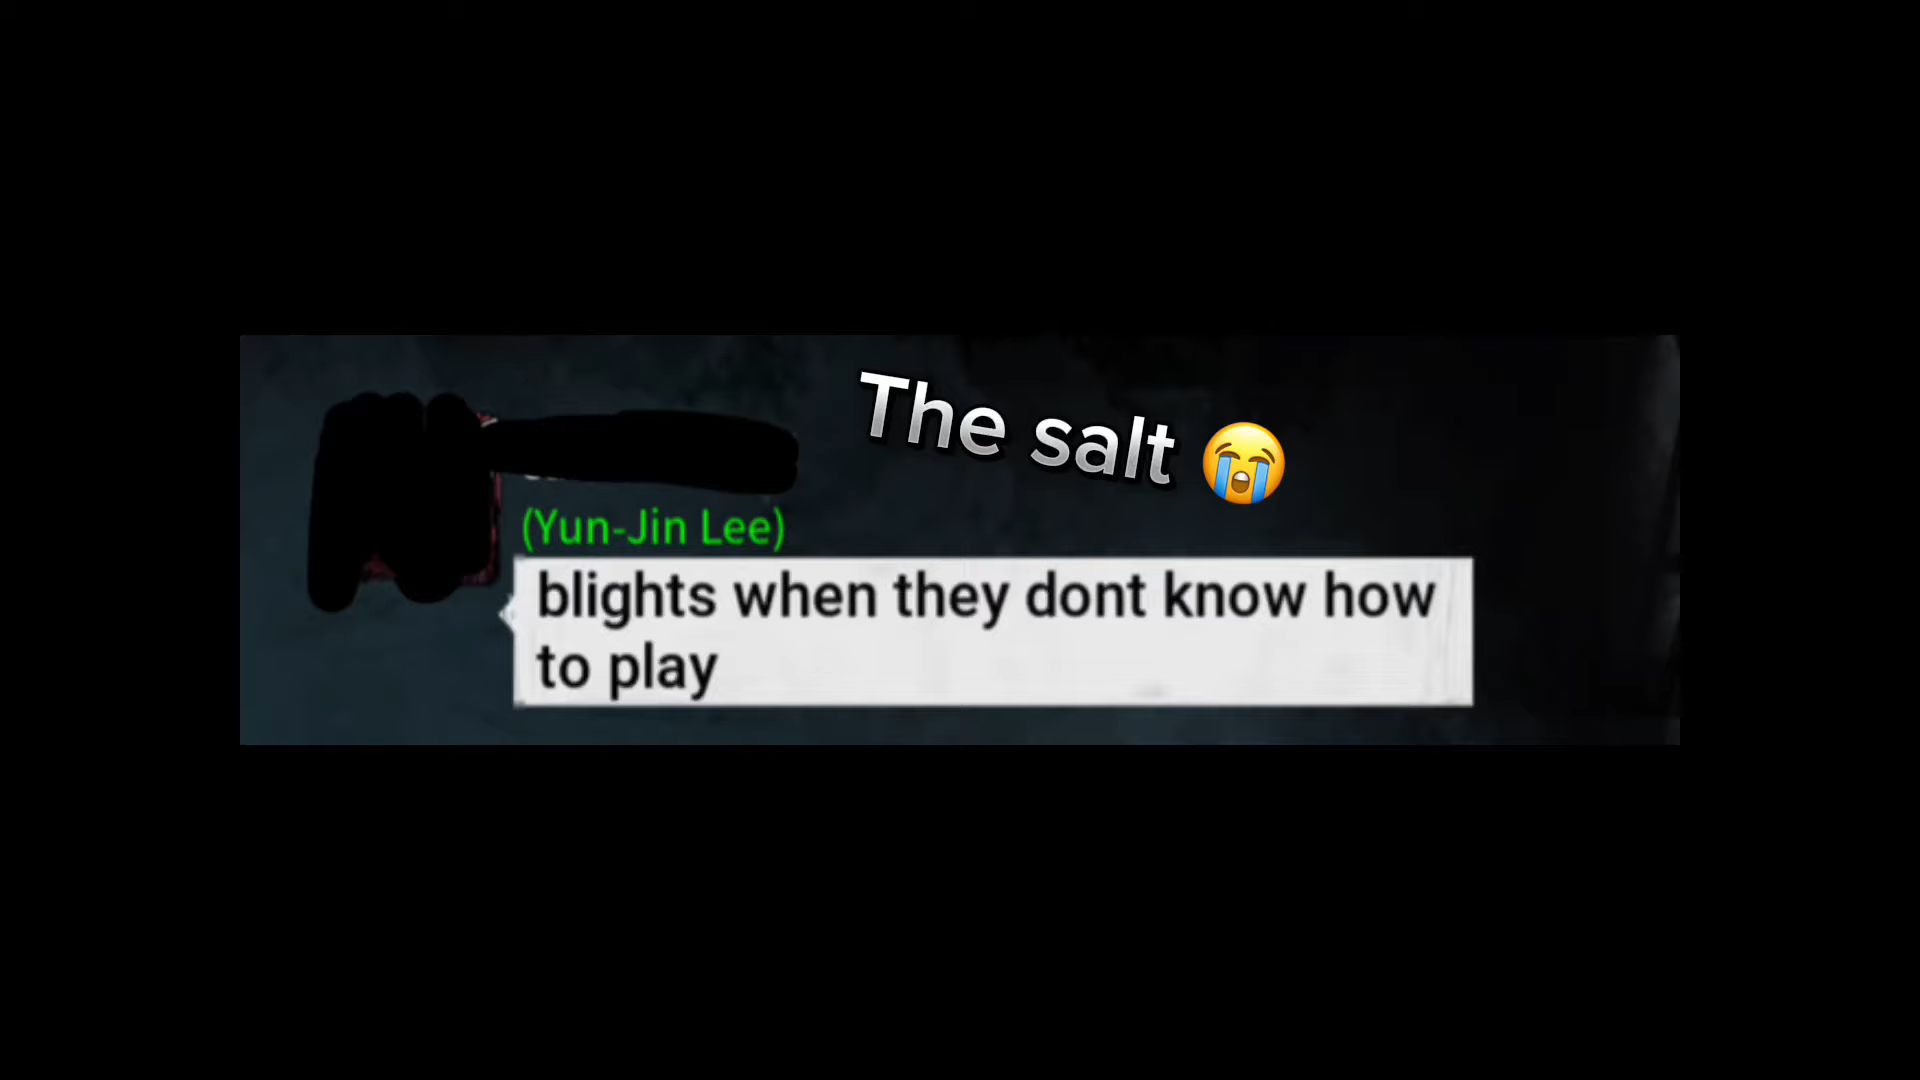 The salt 😭
(Yun-Jin Lee)
blights when they dont know how
to play